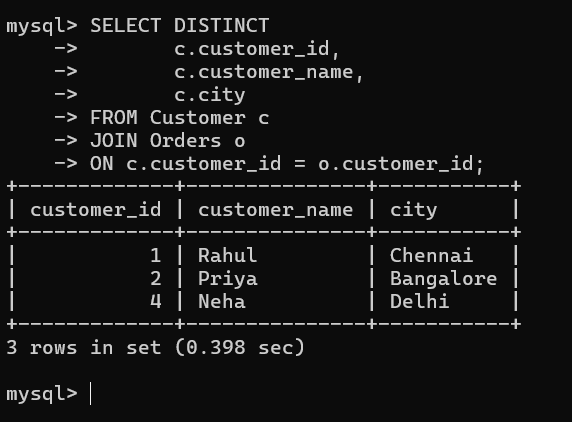 mysql> SELECT DISTINCT
    ->        c.customer_id,
    ->        c.customer_name,
    ->        c.city
    -> FROM Customer c
    -> JOIN Orders o
    -> ON c.customer_id = o.customer_id;
+-------------+---------------+-----------+
| customer_id | customer_name | city      |
+-------------+---------------+-----------+
|           1 | Rahul         | Chennai   |
|           2 | Priya         | Bangalore |
|           4 | Neha          | Delhi     |
+-------------+---------------+-----------+
3 rows in set (0.398 sec)

mysql>